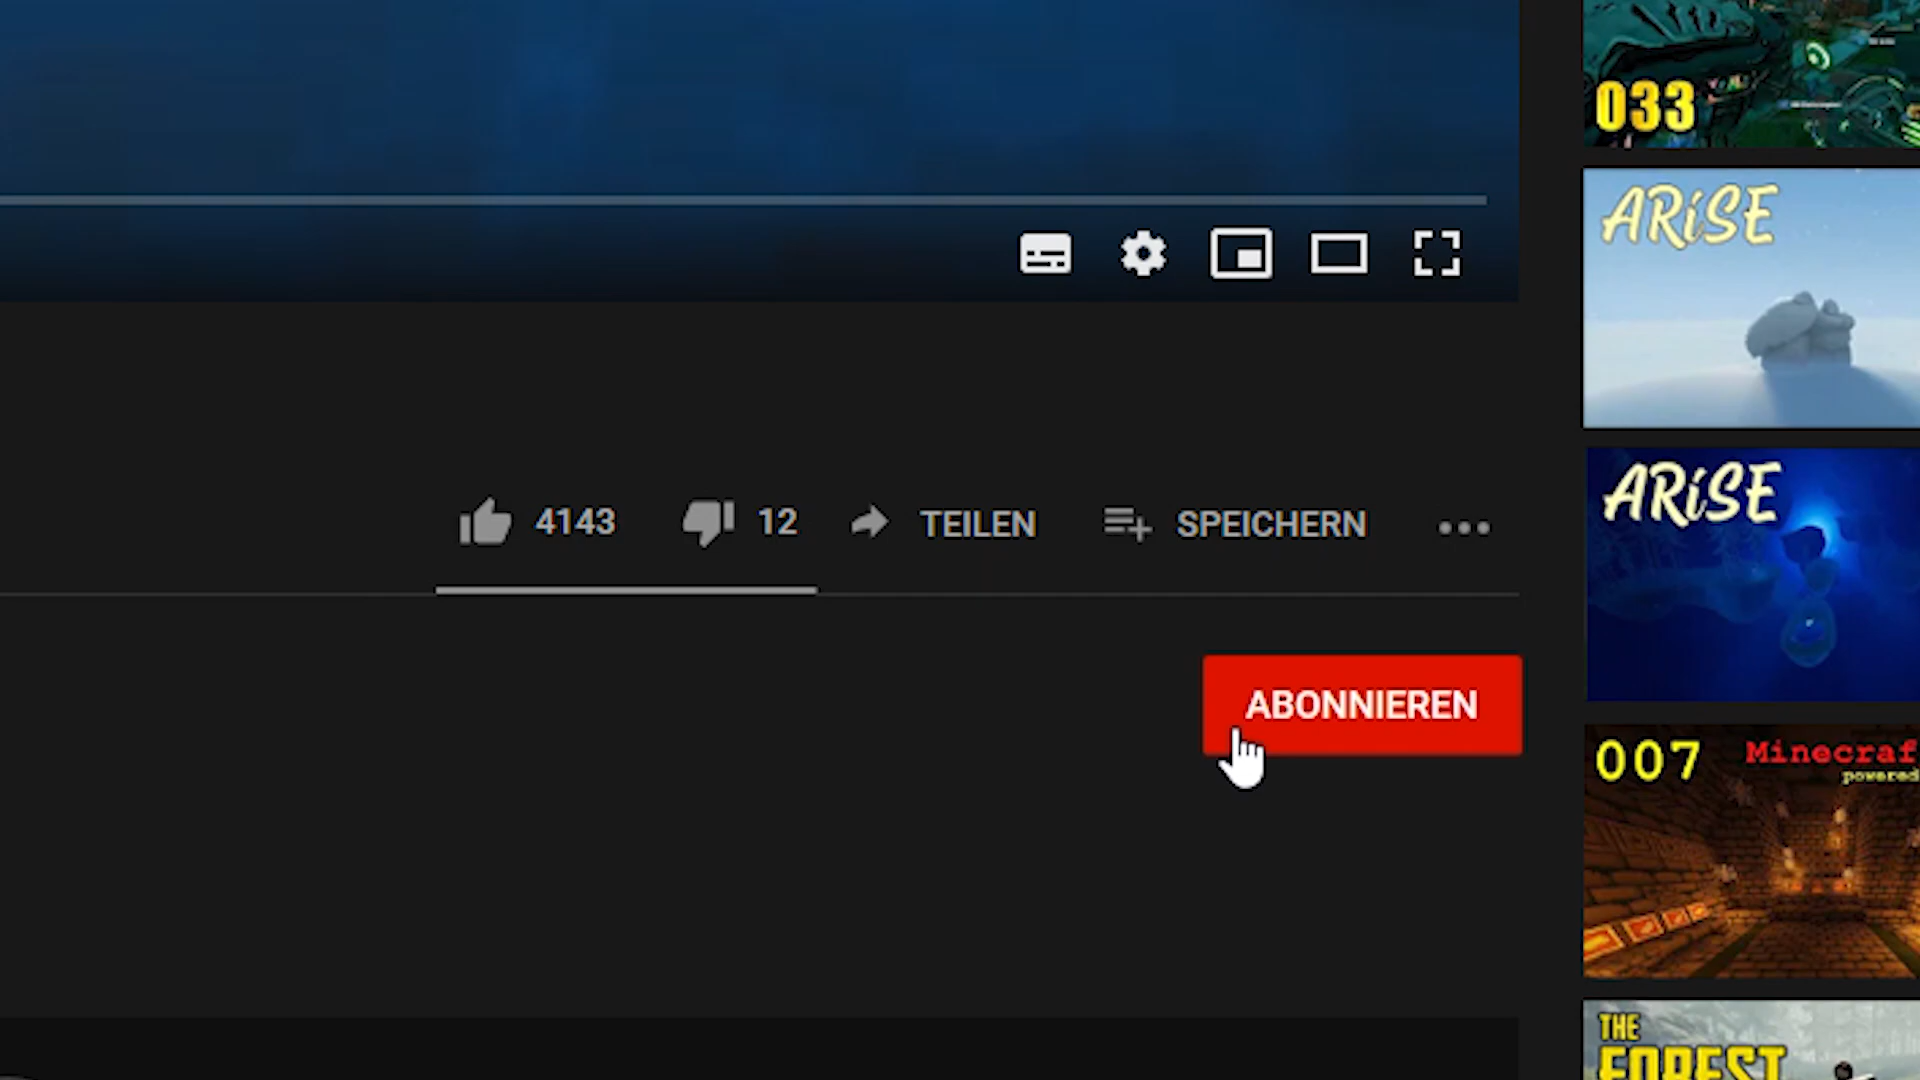 033
ARiSE
4143 12 TEILEN SPEICHERN
ARiSE
ABONNIEREN
007 Minecraf
powered
THE
FOREST